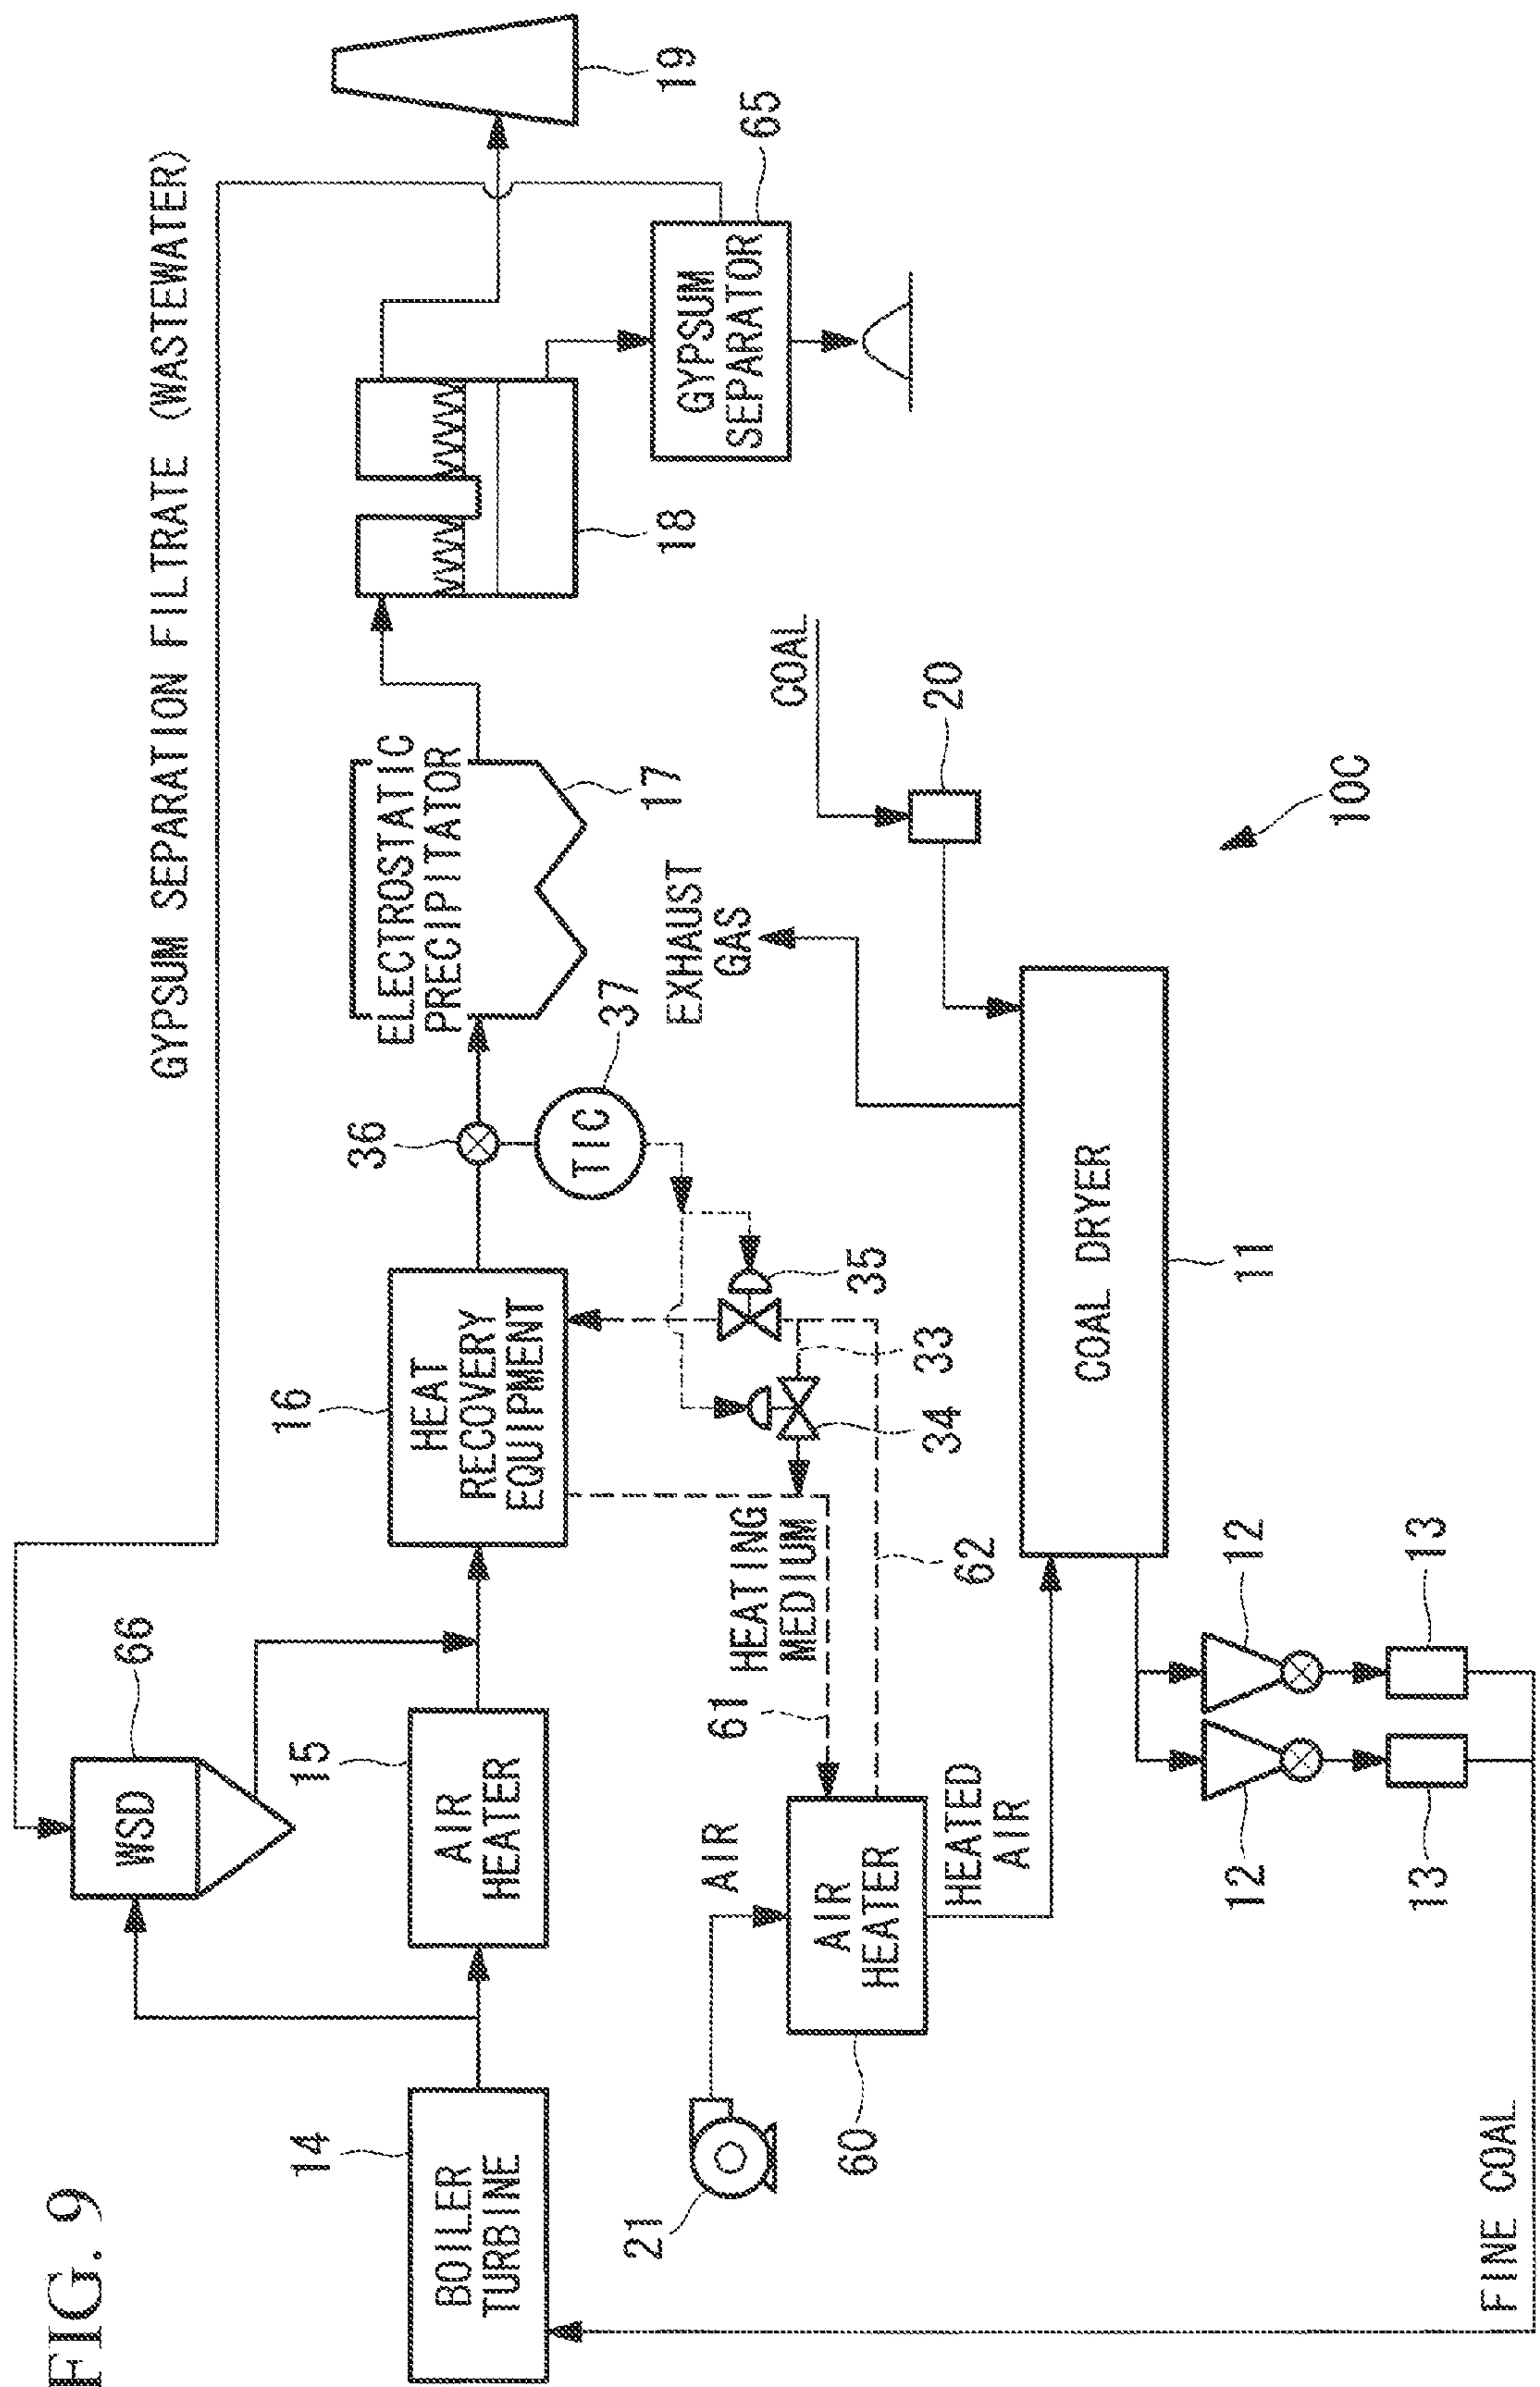 FIG. 9
GYPSUM SEPARATION FILTRATE (WASTEWATER)
66
WSD
14
BOILER
TURBINE
15
AIR
HEATER
16
HEAT
RECOVERY
EQUIPMENT
36
TIC
37
ELECTROSTATIC
PRECIPITATOR
17
18
19
GYPSUM
SEPARATOR
65
21
AIR
AIR
HEATER
60
61
HEATING
MEDIUM
62
33
34
35
EXHAUST
GAS
COAL
20
HEATED
AIR
COAL DRYER
11
10C
12
12
13
13
FINE COAL